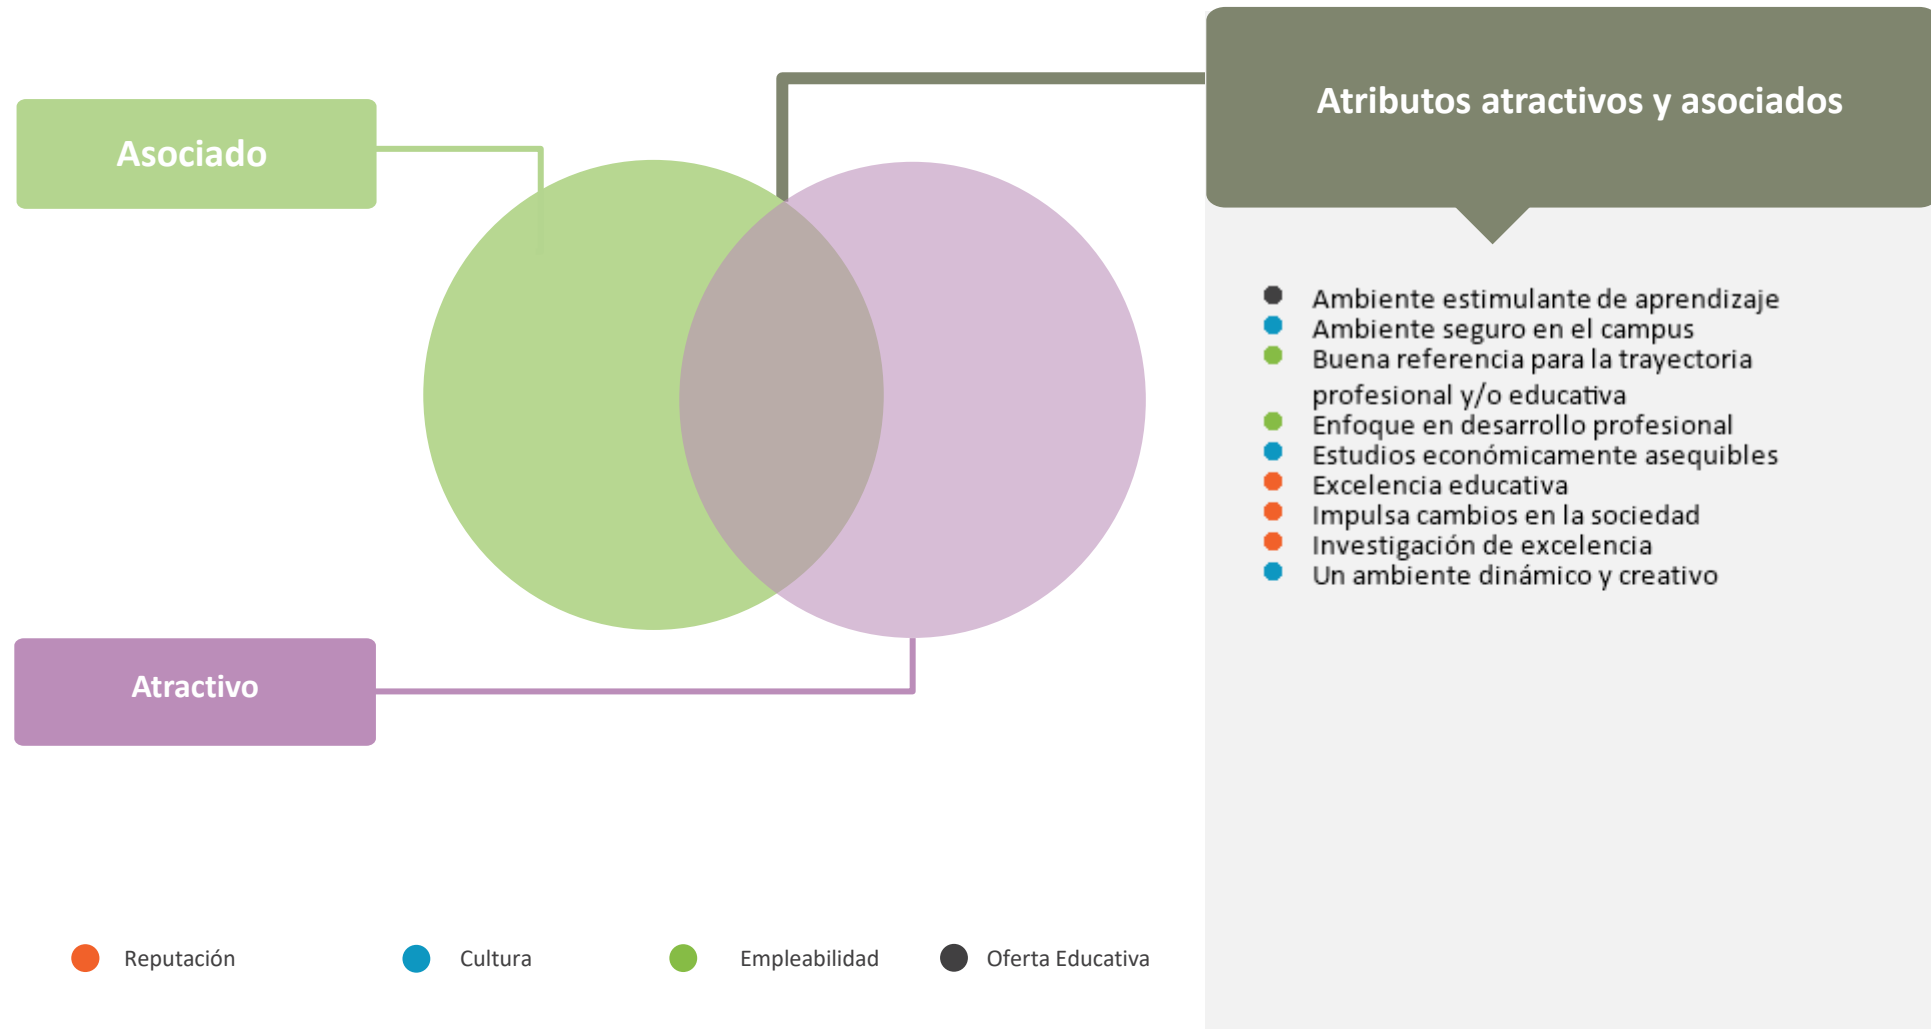 Atributos atractivos y asociados
Asociado
Ambiente estimulante de aprendizaje
Ambiente seguro en el campus
Buena referencia para la trayectoria
profesional y/o educativa
Enfoque en desarrollo profesional
Estudios económicamente asequibles
Excelencia educativa
Impulsa cambios en la sociedad
Investigación de excelencia
Un ambiente dinámico y creativo
Atractivo
Reputación
Cultura
Empleabilidad
Oferta Educativa